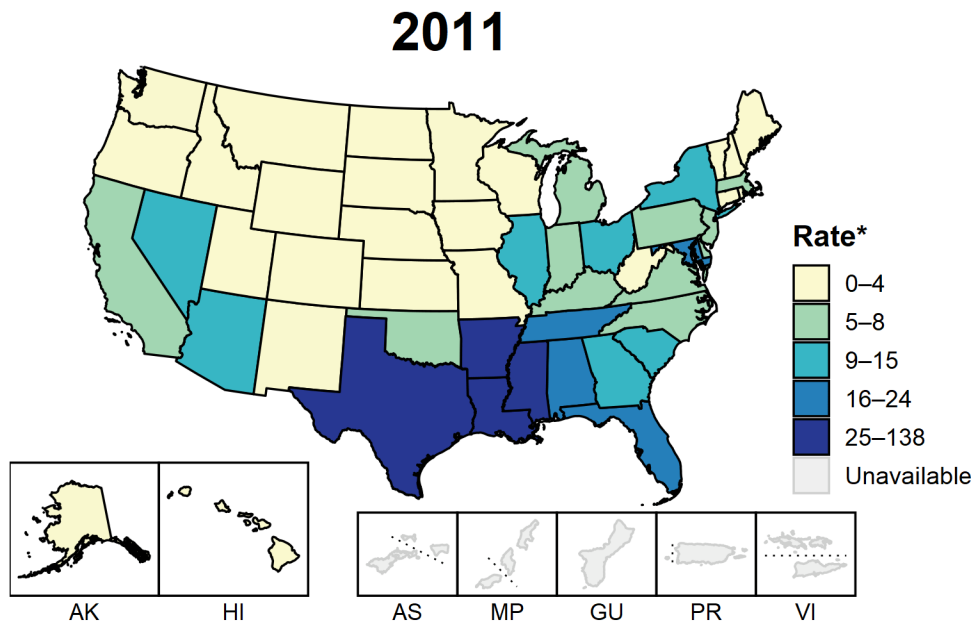 2011
Rate*
0–4
5–8
9–15
16–24
25–138
Unavailable
AK HI AS MP GU PR VI